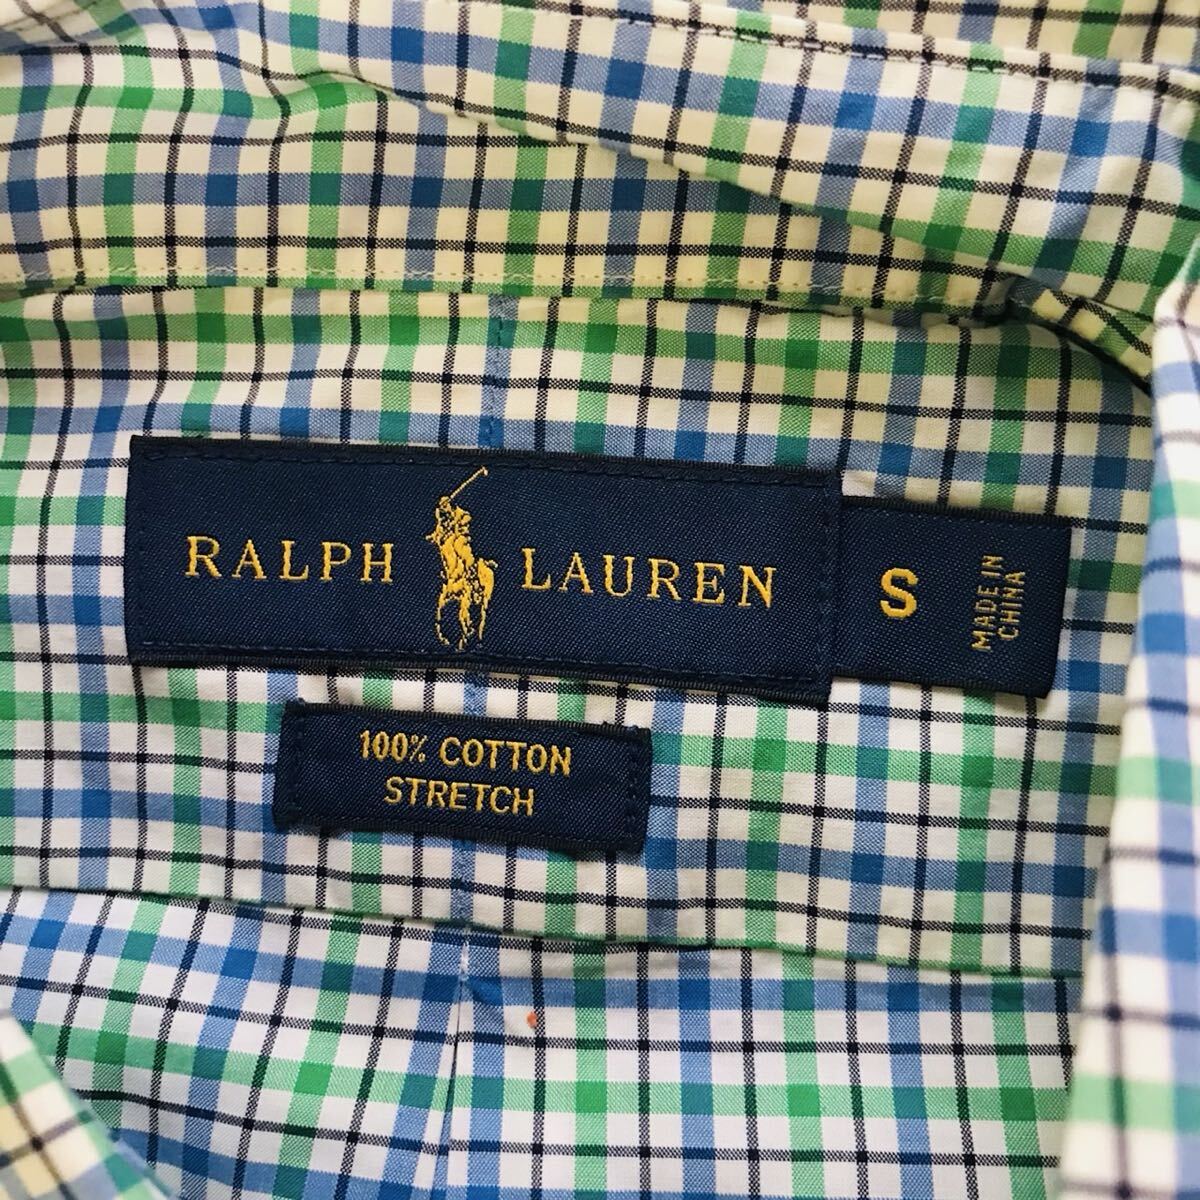 RALPH LAUREN
S
MADE IN
CHINA
100% COTTON
STRETCH